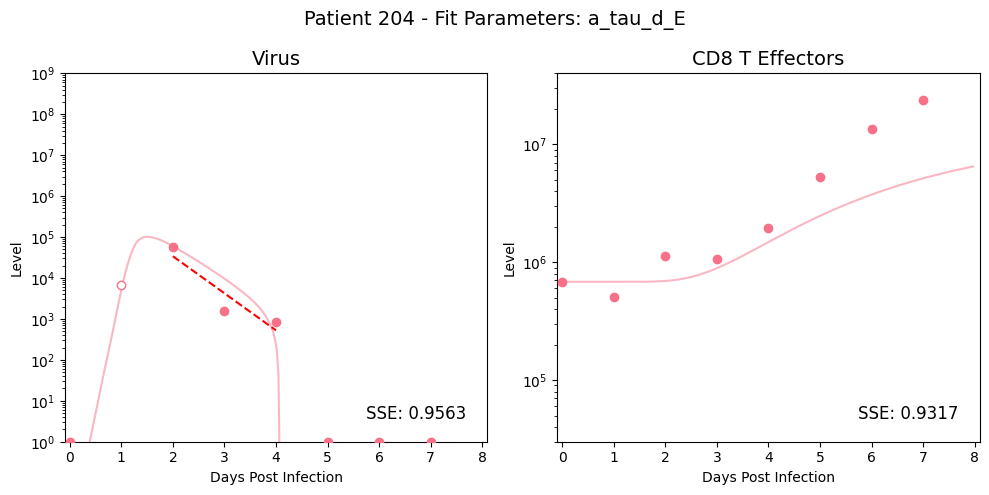 Patient 204 - Fit Parameters: a_tau_d_E
Virus
CD8 T Effectors
10^9
10^8
10^7
10^6
10^5
10^4
10^3
10^2
10^1
10^0
Level
SSE: 0.9563
0 1 2 3 4 5 6 7 8
Days Post Infection
10^7
10^6
10^5
Level
SSE: 0.9317
0 1 2 3 4 5 6 7 8
Days Post Infection